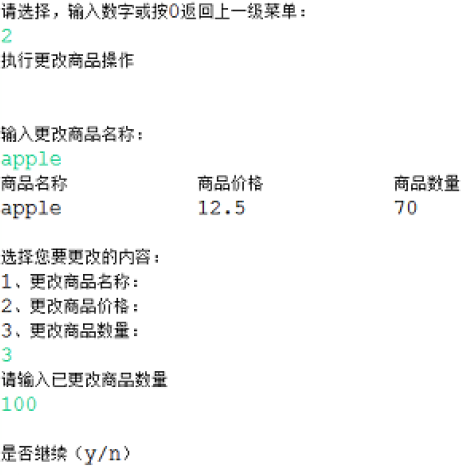 请选择，输入数字或按0返回上一级菜单：
2
执行更改商品操作
输入更改商品名称：
apple
商品名称 商品价格 商品数量
apple 12.5 70
选择您要更改的内容：
1、更改商品名称：
2、更改商品价格：
3、更改商品数量：
3
请输入已更改商品数量
100
是否继续（y/n）